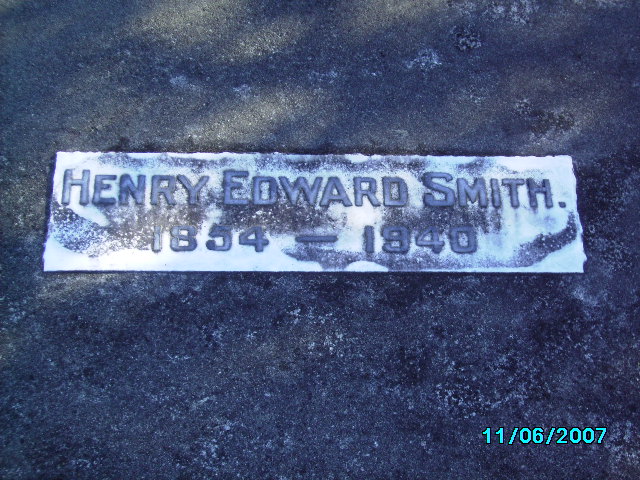 HENRY EDWARD SMITH.
1854 — 1940
11/06/2007